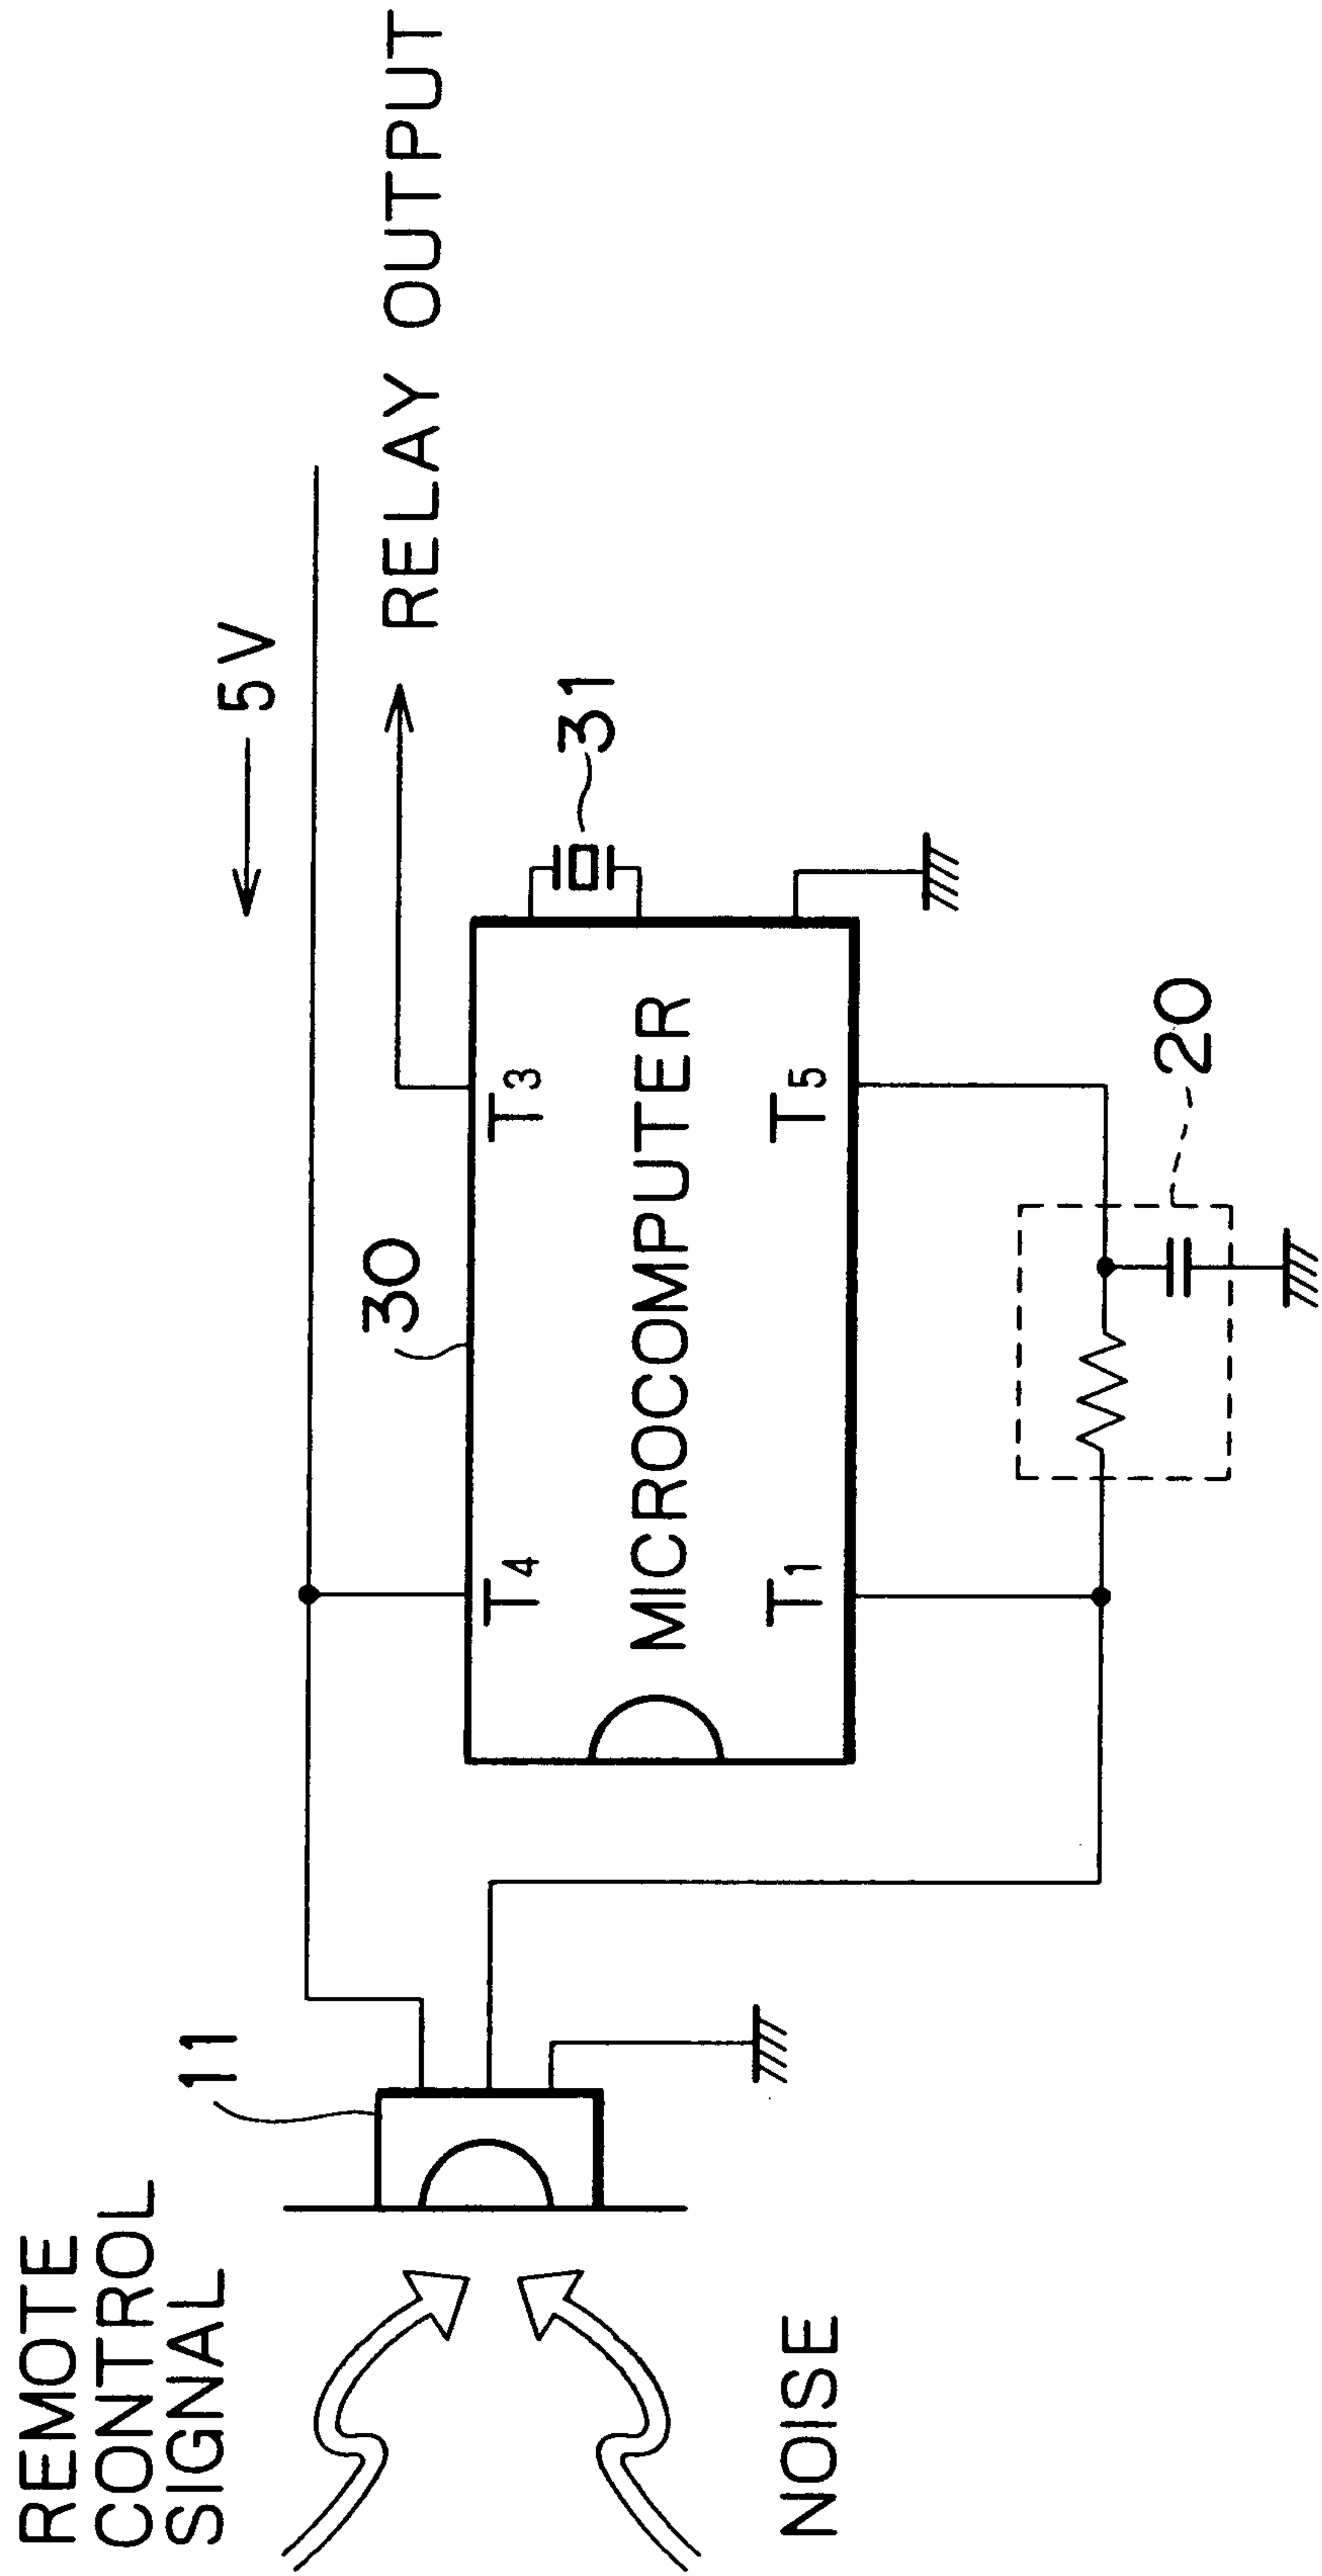 REMOTE
CONTROL
SIGNAL
11
5V
RELAY OUTPUT
30
T4
T3
31
MICROCOMPUTER
T1
T5
NOISE
20